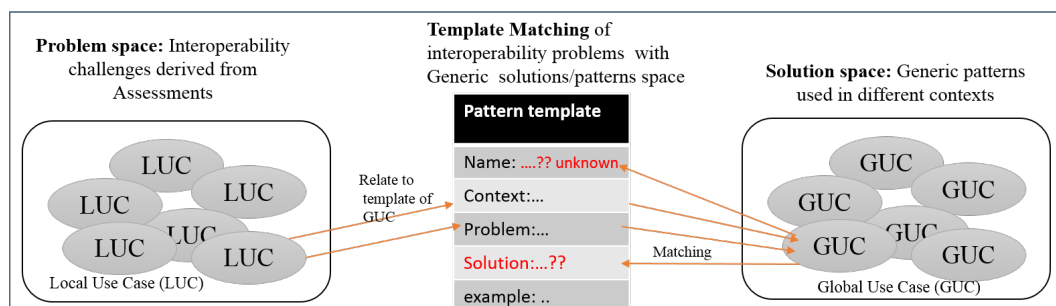 Problem space: Interoperability
challenges derived from
Assessments
LUC
LUC
LUC
LUC
LUC
LUC
Local Use Case (LUC)
Relate to
template of
GUC
Template Matching of
interoperability problems with
Generic solutions/patterns space
Pattern template
Name: ....?? unknown
Context:...
Problem:...
Solution:...??
example: ..
Matching
Solution space: Generic patterns
used in different contexts
GUC
GUC
GUC
GUC
GUC
GUC
Global Use Case (GUC)